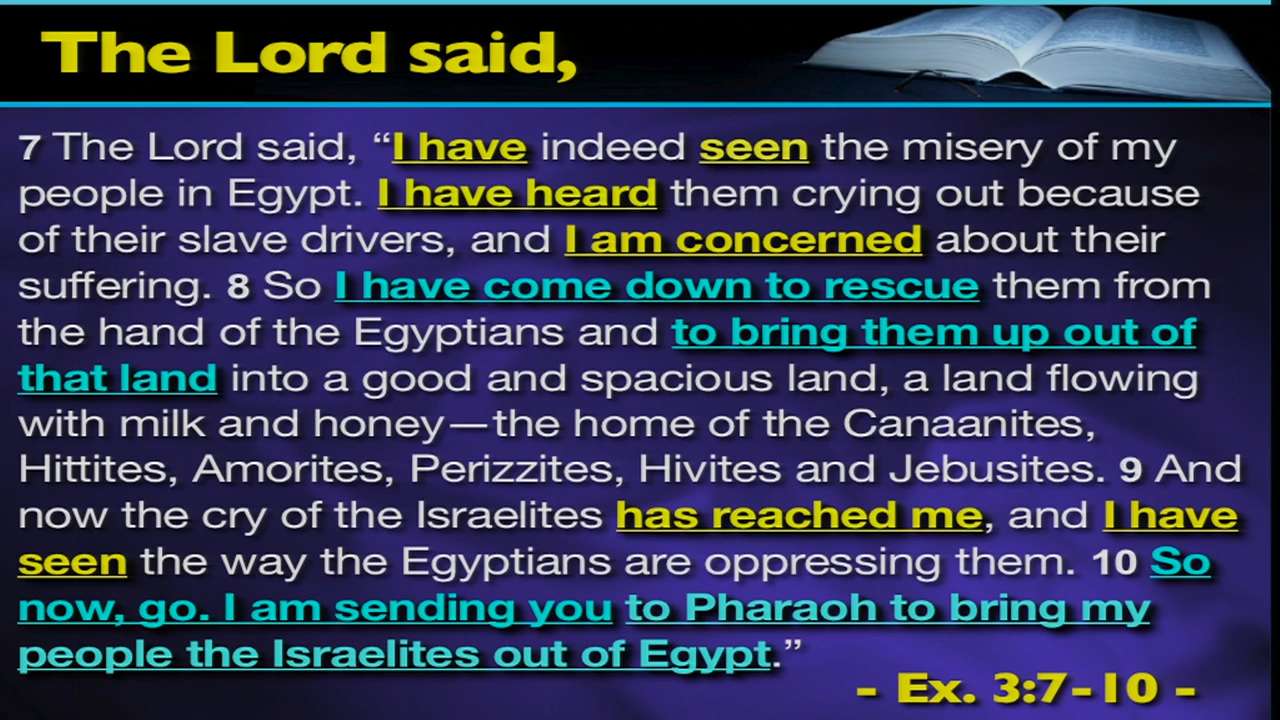 The Lord said,
7 The Lord said, “I have indeed seen the misery of my
people in Egypt. I have heard them crying out because
of their slave drivers, and I am concerned about their
suffering. 8 So I have come down to rescue them from
the hand of the Egyptians and to bring them up out of
that land into a good and spacious land, a land flowing
with milk and honey—the home of the Canaanites,
Hittites, Amorites, Perizzites, Hivites and Jebusites. 9 And
now the cry of the Israelites has reached me, and I have
seen the way the Egyptians are oppressing them. 10 So
now, go. I am sending you to Pharaoh to bring my
people the Israelites out of Egypt.”
- Ex. 3:7-10 -